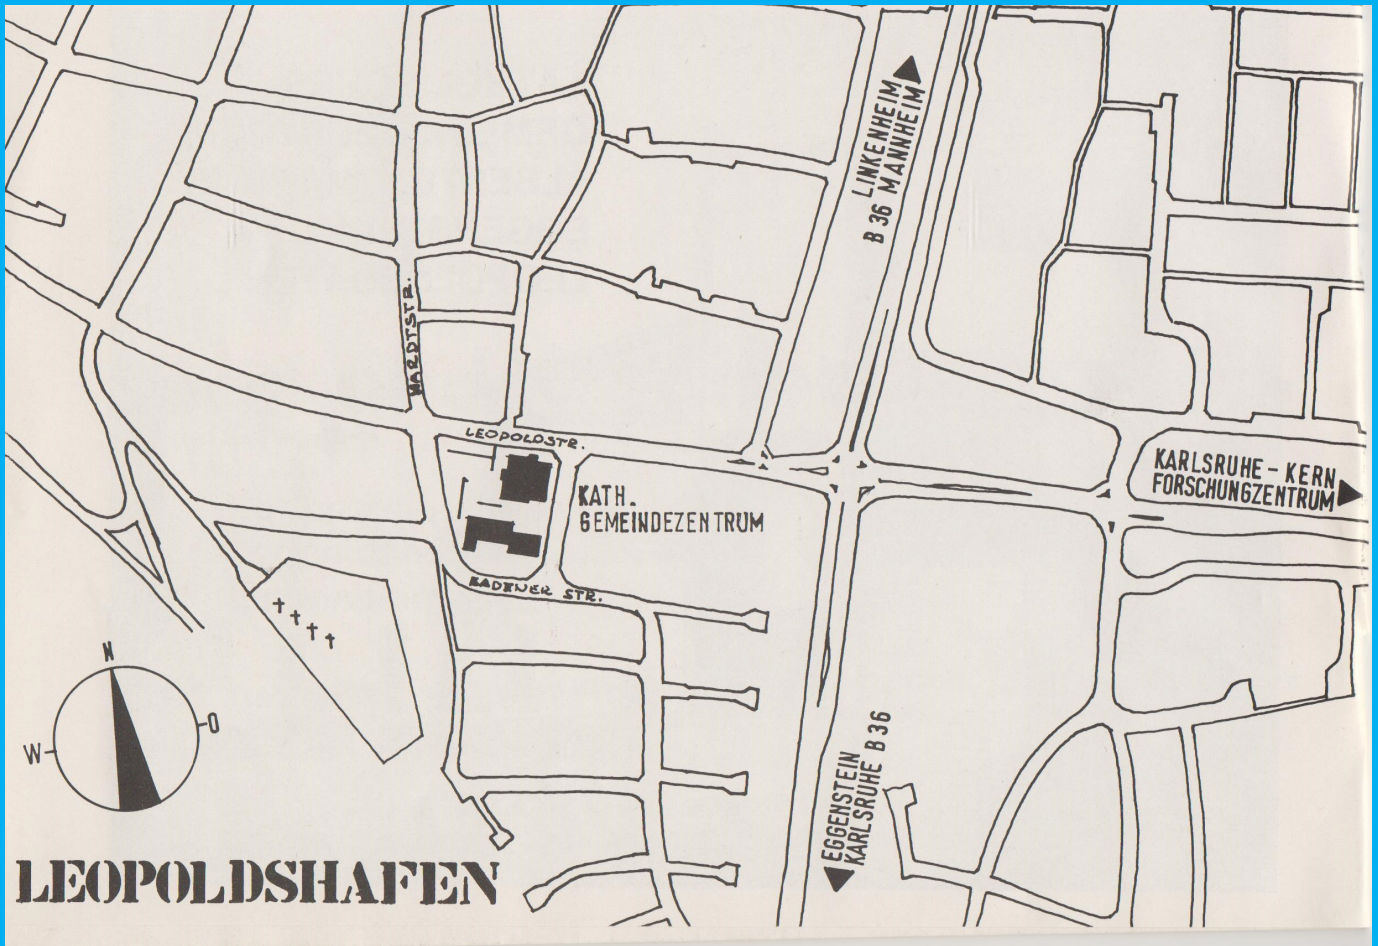 LINKENHEIM
B 36 MANNHEIM
HARDTSTR.
LEOPOLDSTR.
KATH.
GEMEINDEZENTRUM
KARLSRUHE - KERN
FORSCHUNGZENTRUM
BADENER STR.
N
O
W
EGGENSTEIN
KARLSRUHE B 36
LEOPOLDSHAFEN